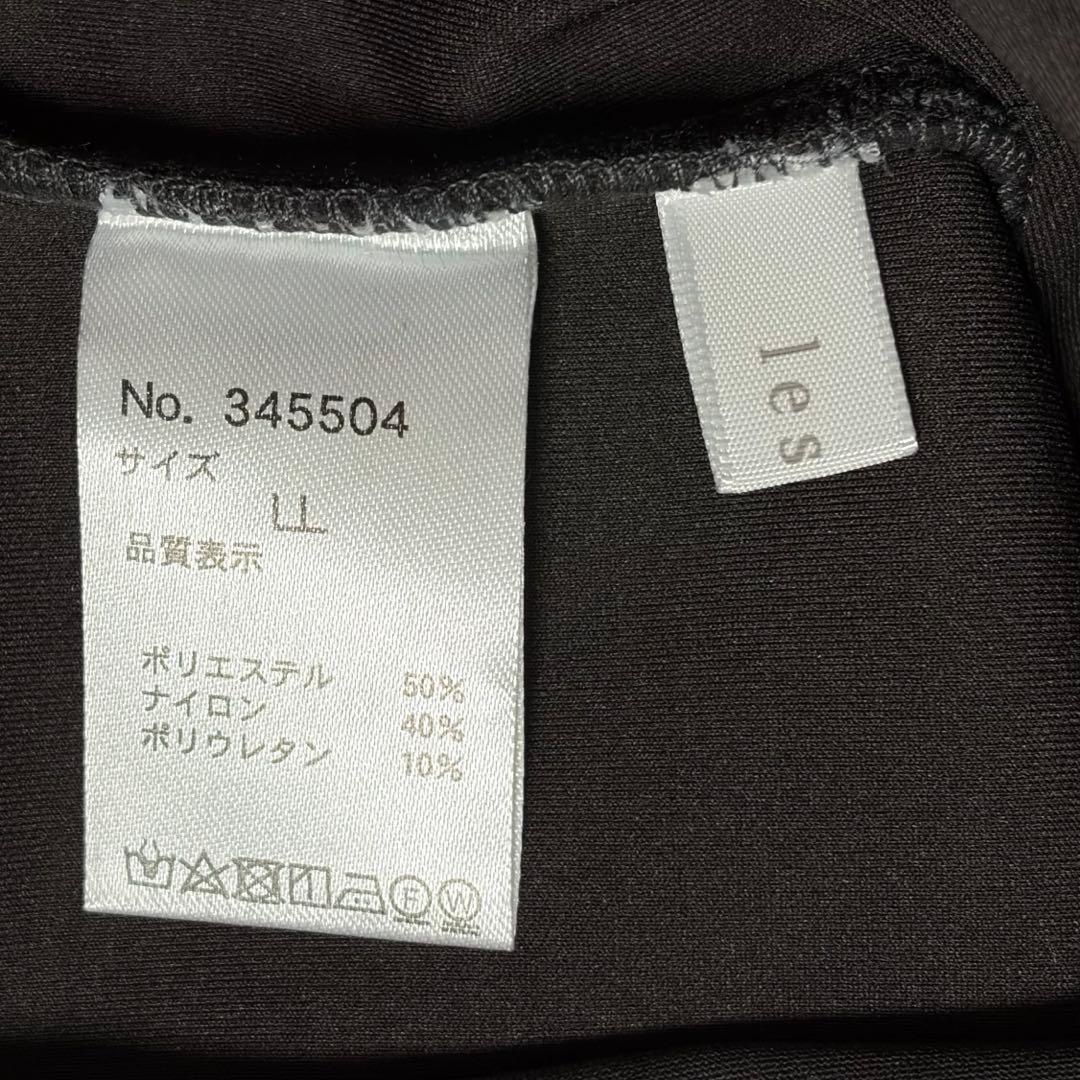 No. 345504
サイズ
LL
品質表示
ポリエステル 50%
ナイロン 40%
ポリウレタン 10%
F
W
les